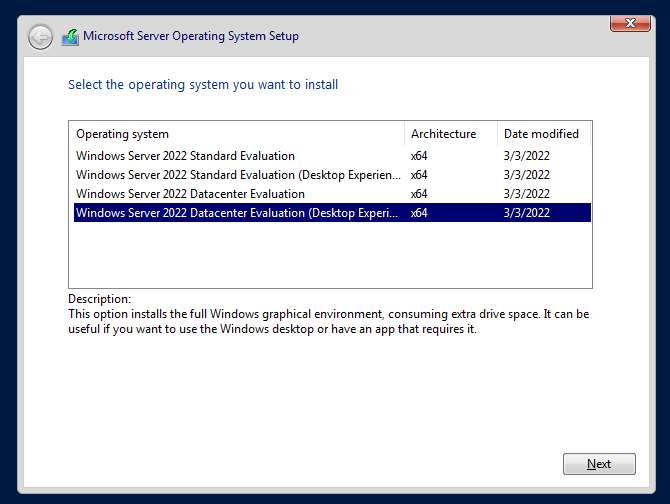 Microsoft Server Operating System Setup
Select the operating system you want to install
Operating system Architecture Date modified
Windows Server 2022 Standard Evaluation x64 3/3/2022
Windows Server 2022 Standard Evaluation (Desktop Experien... x64 3/3/2022
Windows Server 2022 Datacenter Evaluation x64 3/3/2022
Windows Server 2022 Datacenter Evaluation (Desktop Experi... x64 3/3/2022
Description:
This option installs the full Windows graphical environment, consuming extra drive space. It can be
useful if you want to use the Windows desktop or have an app that requires it.
Next